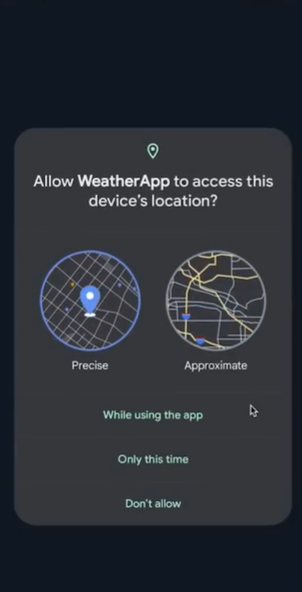 Allow WeatherApp to access this
device's location?
Precise
Approximate
While using the app
Only this time
Don't allow